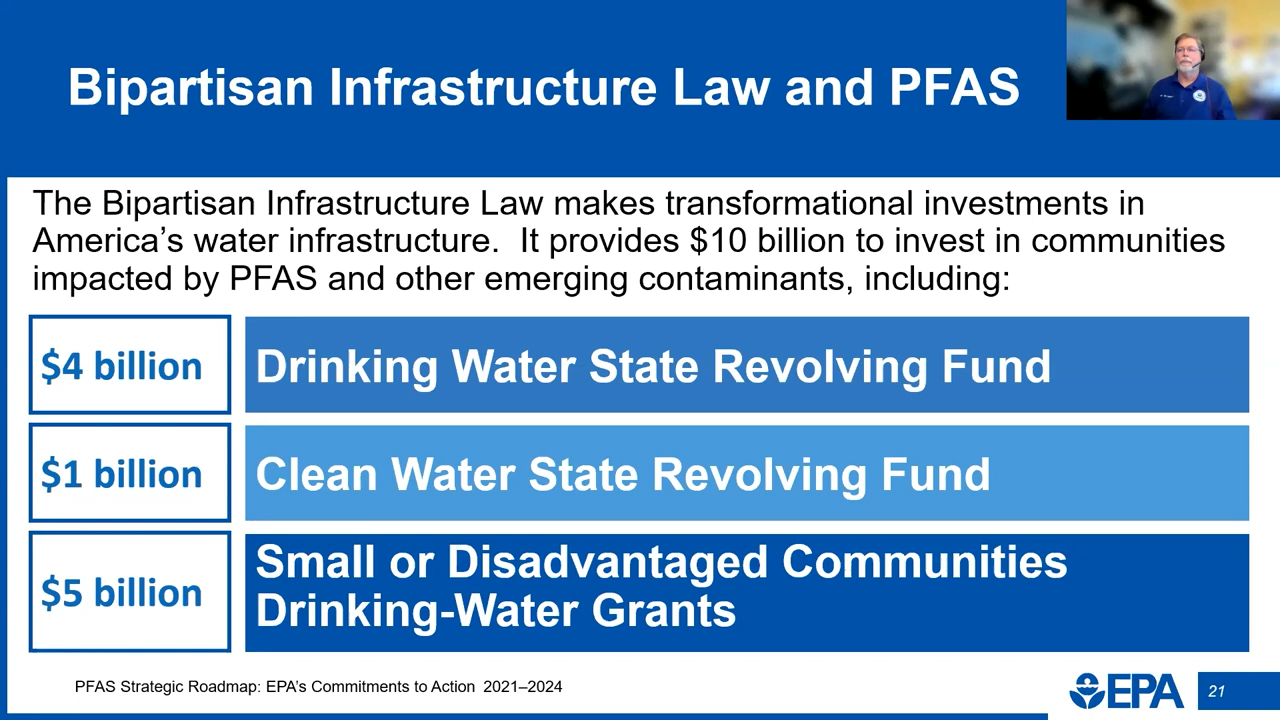 Bipartisan Infrastructure Law and PFAS
The Bipartisan Infrastructure Law makes transformational investments in
America’s water infrastructure.  It provides $10 billion to invest in communities
impacted by PFAS and other emerging contaminants, including:
$4 billion
Drinking Water State Revolving Fund
$1 billion
Clean Water State Revolving Fund
$5 billion
Small or Disadvantaged Communities
Drinking-Water Grants
PFAS Strategic Roadmap: EPA’s Commitments to Action 2021–2024
EPA
21